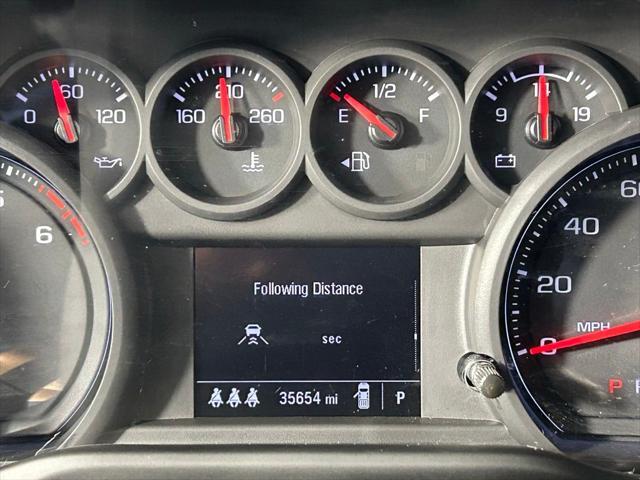 0 60 120
160 210 260
E 1/2 F
9 14 19
5 6
Following Distance
sec
35654 mi P
0 20 40 60
MPH
P R